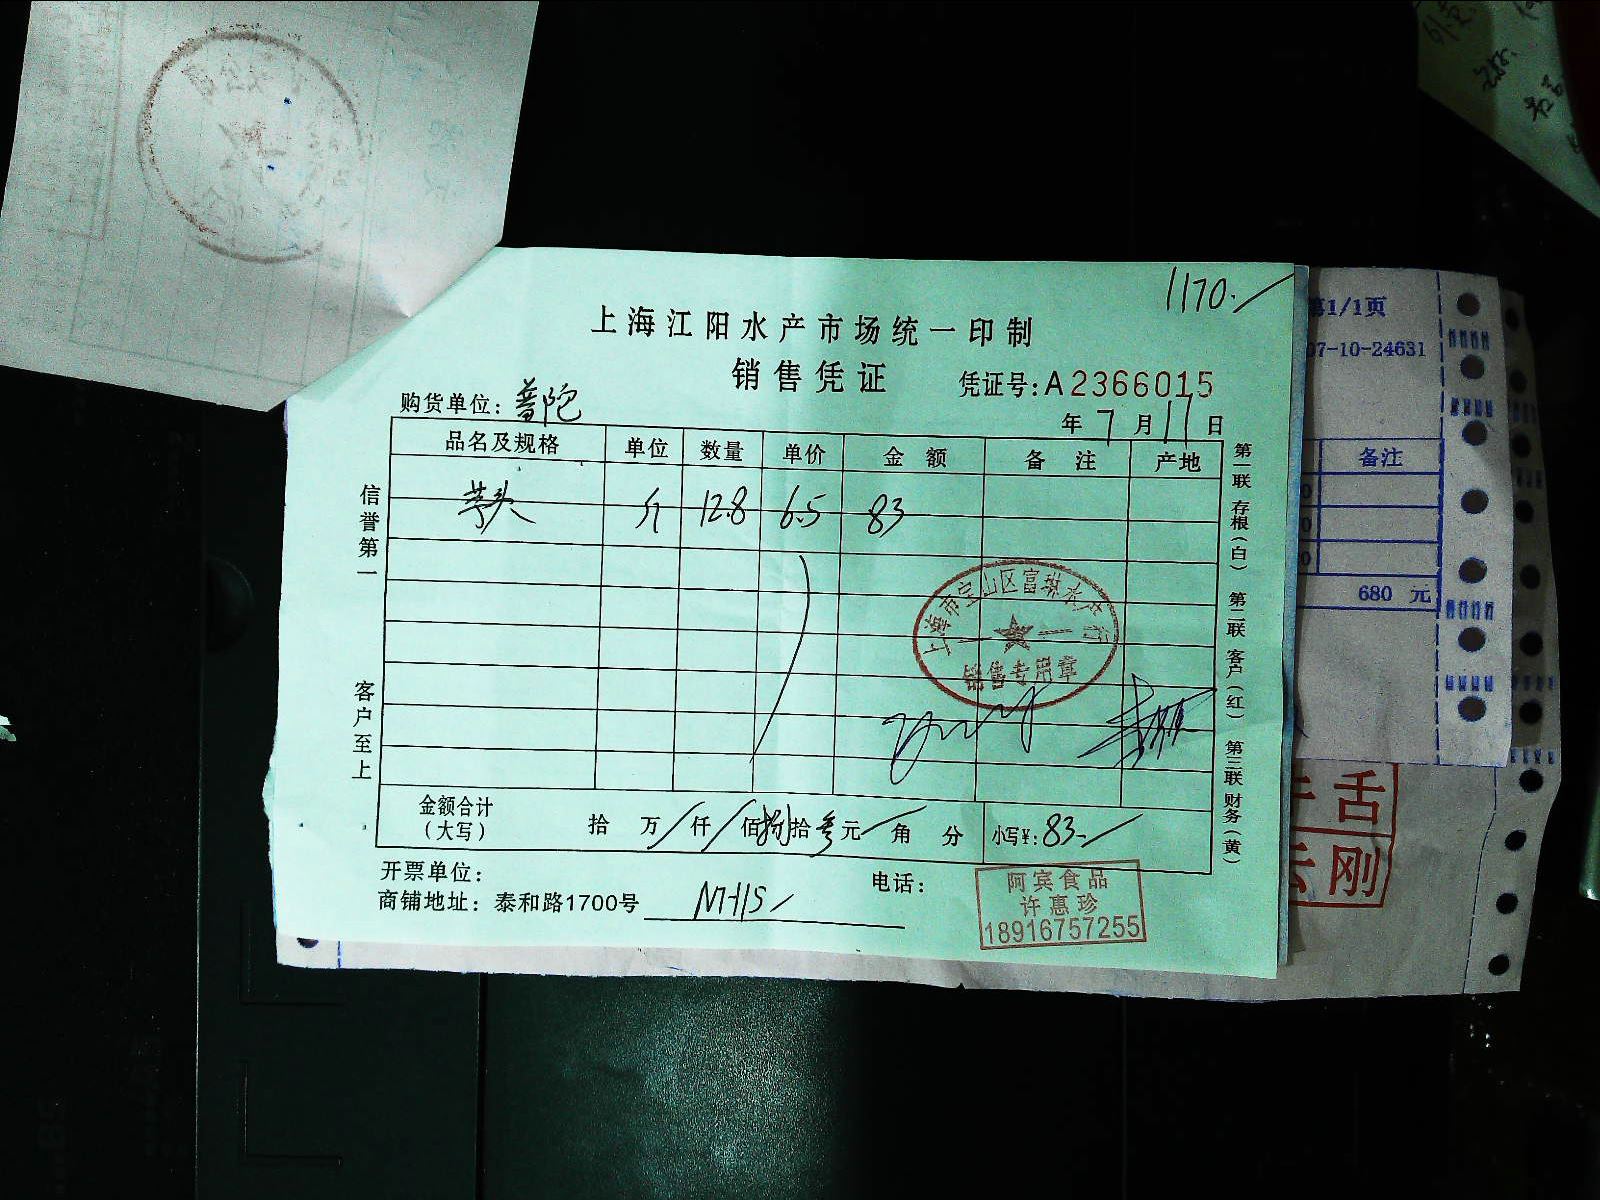 1170.
上海江阳水产市场统一印制
销售凭证
凭证号:A2366015
购货单位：普陀
年7月17日
品名及规格 单位 数量 单价 金额 备注 产地
芋头 斤 12.8 6.5 83
信誉第一
客户至上
第一联 存根（白） 第二联 客户（红） 第三联 财务（黄）
上海市宝山区富琳水产行
销售专用章
金额合计
（大写）
拾 万 仟 佰 捌拾叁元 角 分
小写¥:83.
开票单位：
电话：
商铺地址：泰和路1700号
阿宾食品
许惠珍
18916757255
第1/1页
07-10-24631
备注
680 元
舌
刚